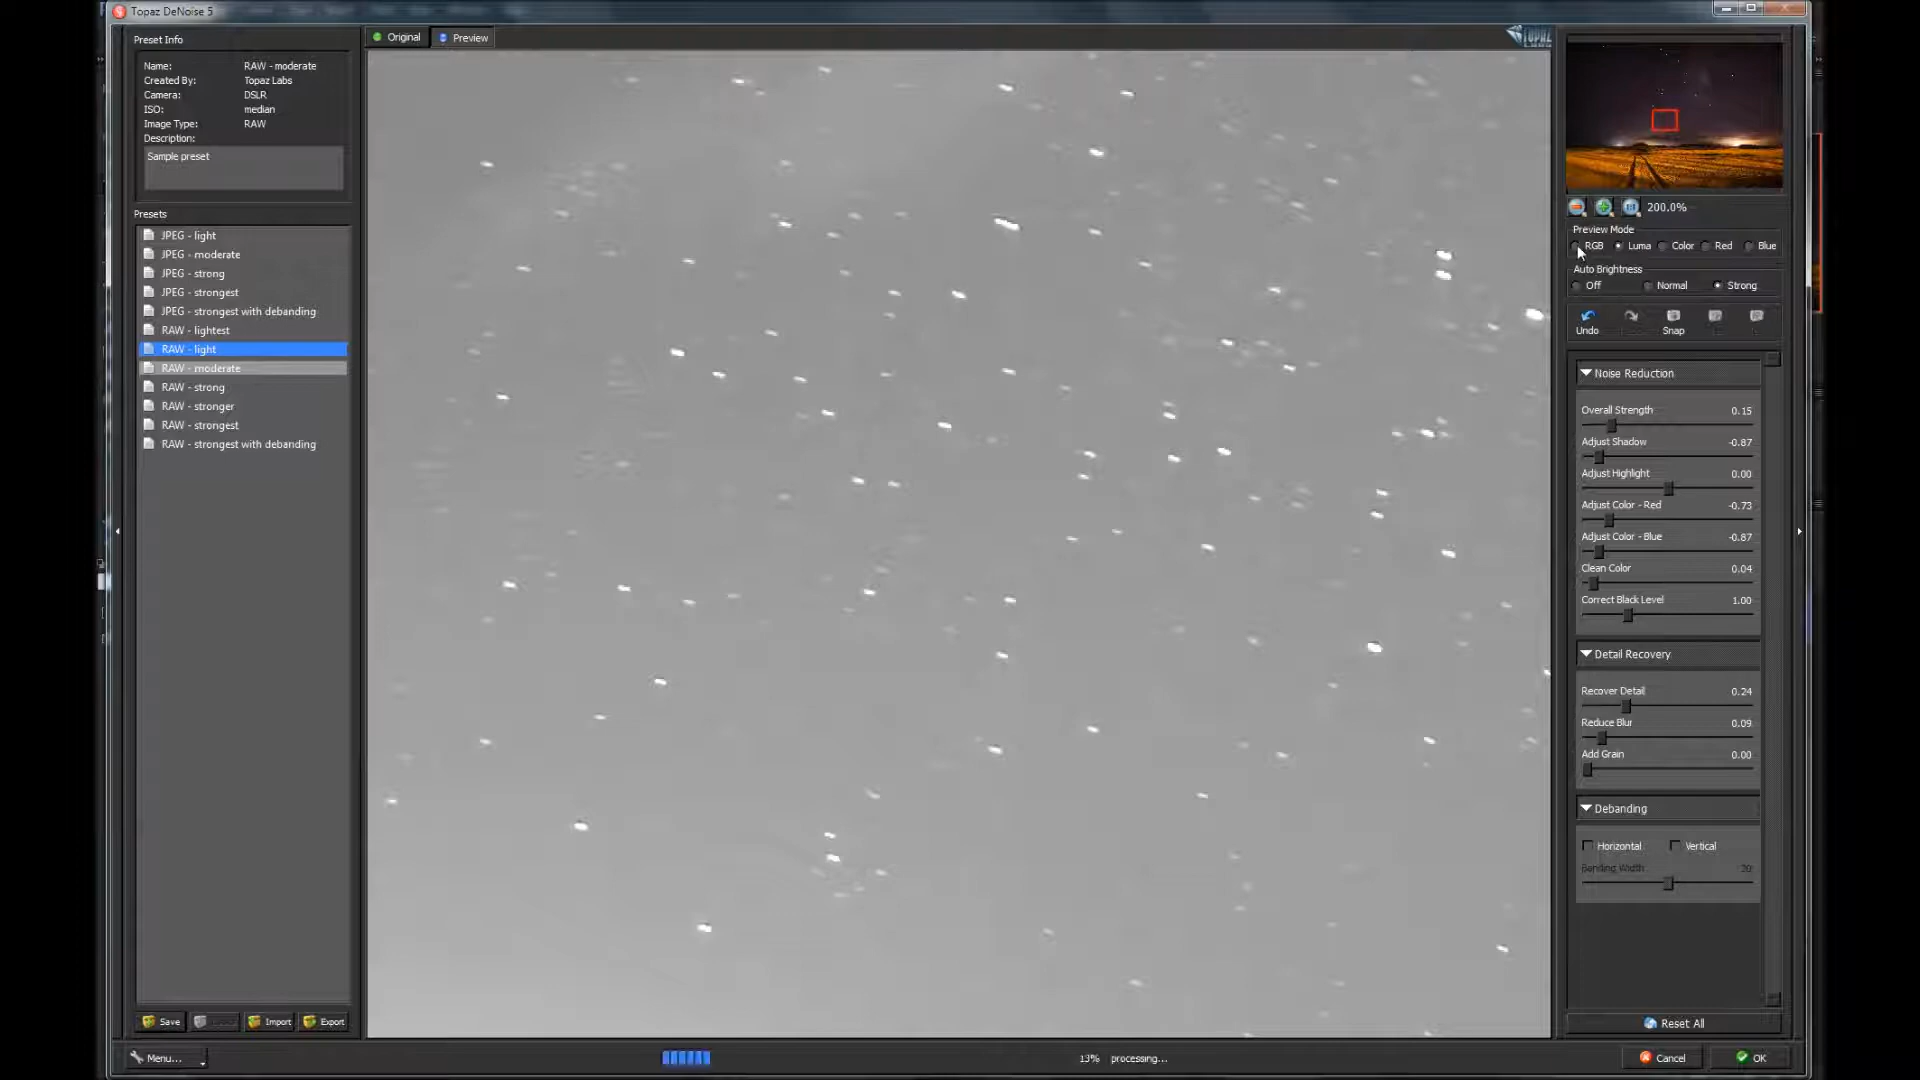 Topaz DeNoise 5
Preset Info
Name: RAW - moderate
Created By: Topaz Labs
Camera: DSLR
ISO: median
Image Type: RAW
Description:
Sample preset
Presets
JPEG - light
JPEG - moderate
JPEG - strong
JPEG - strongest
JPEG - strongest with debanding
RAW - lightest
RAW - light
RAW - moderate
RAW - strong
RAW - stronger
RAW - strongest
RAW - strongest with debanding
Save
Import
Export
Menu...
Original
Preview
TOPAZ
13% processing...
200.0%
Preview Mode
RGB Luma Color Red Blue
Auto Brightness
Off Normal Strong
Undo
Snap
Noise Reduction
Overall Strength 0.15
Adjust Shadow -0.87
Adjust Highlight 0.00
Adjust Color - Red -0.73
Adjust Color - Blue -0.87
Clean Color 0.04
Correct Black Level 1.00
Detail Recovery
Recover Detail 0.24
Reduce Blur 0.09
Add Grain 0.00
Debanding
Horizontal Vertical
Banding Width 20
Reset All
Cancel OK